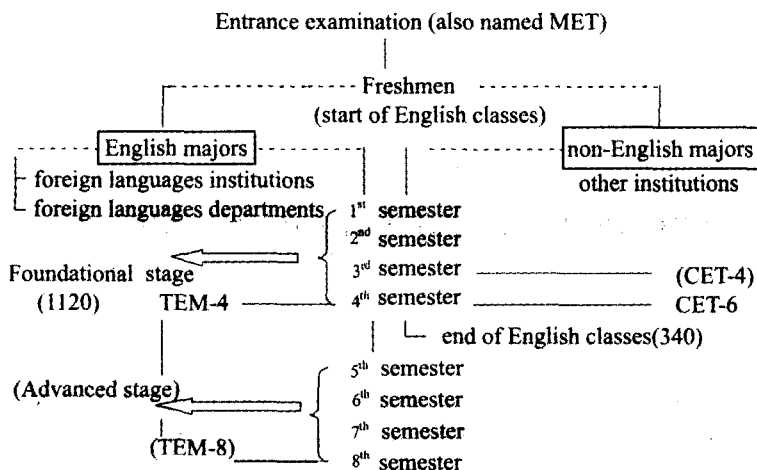 Entrance examination (also named MET)
Freshmen
(start of English classes)
English majors
non-English majors
foreign languages institutions
other institutions
foreign languages departments
1st semester
2nd semester
Foundational stage
3rd semester
(CET-4)
(1120)
TEM-4
4th semester
CET-6
end of English classes(340)
5th semester
(Advanced stage)
6th semester
7th semester
(TEM-8)
8th semester